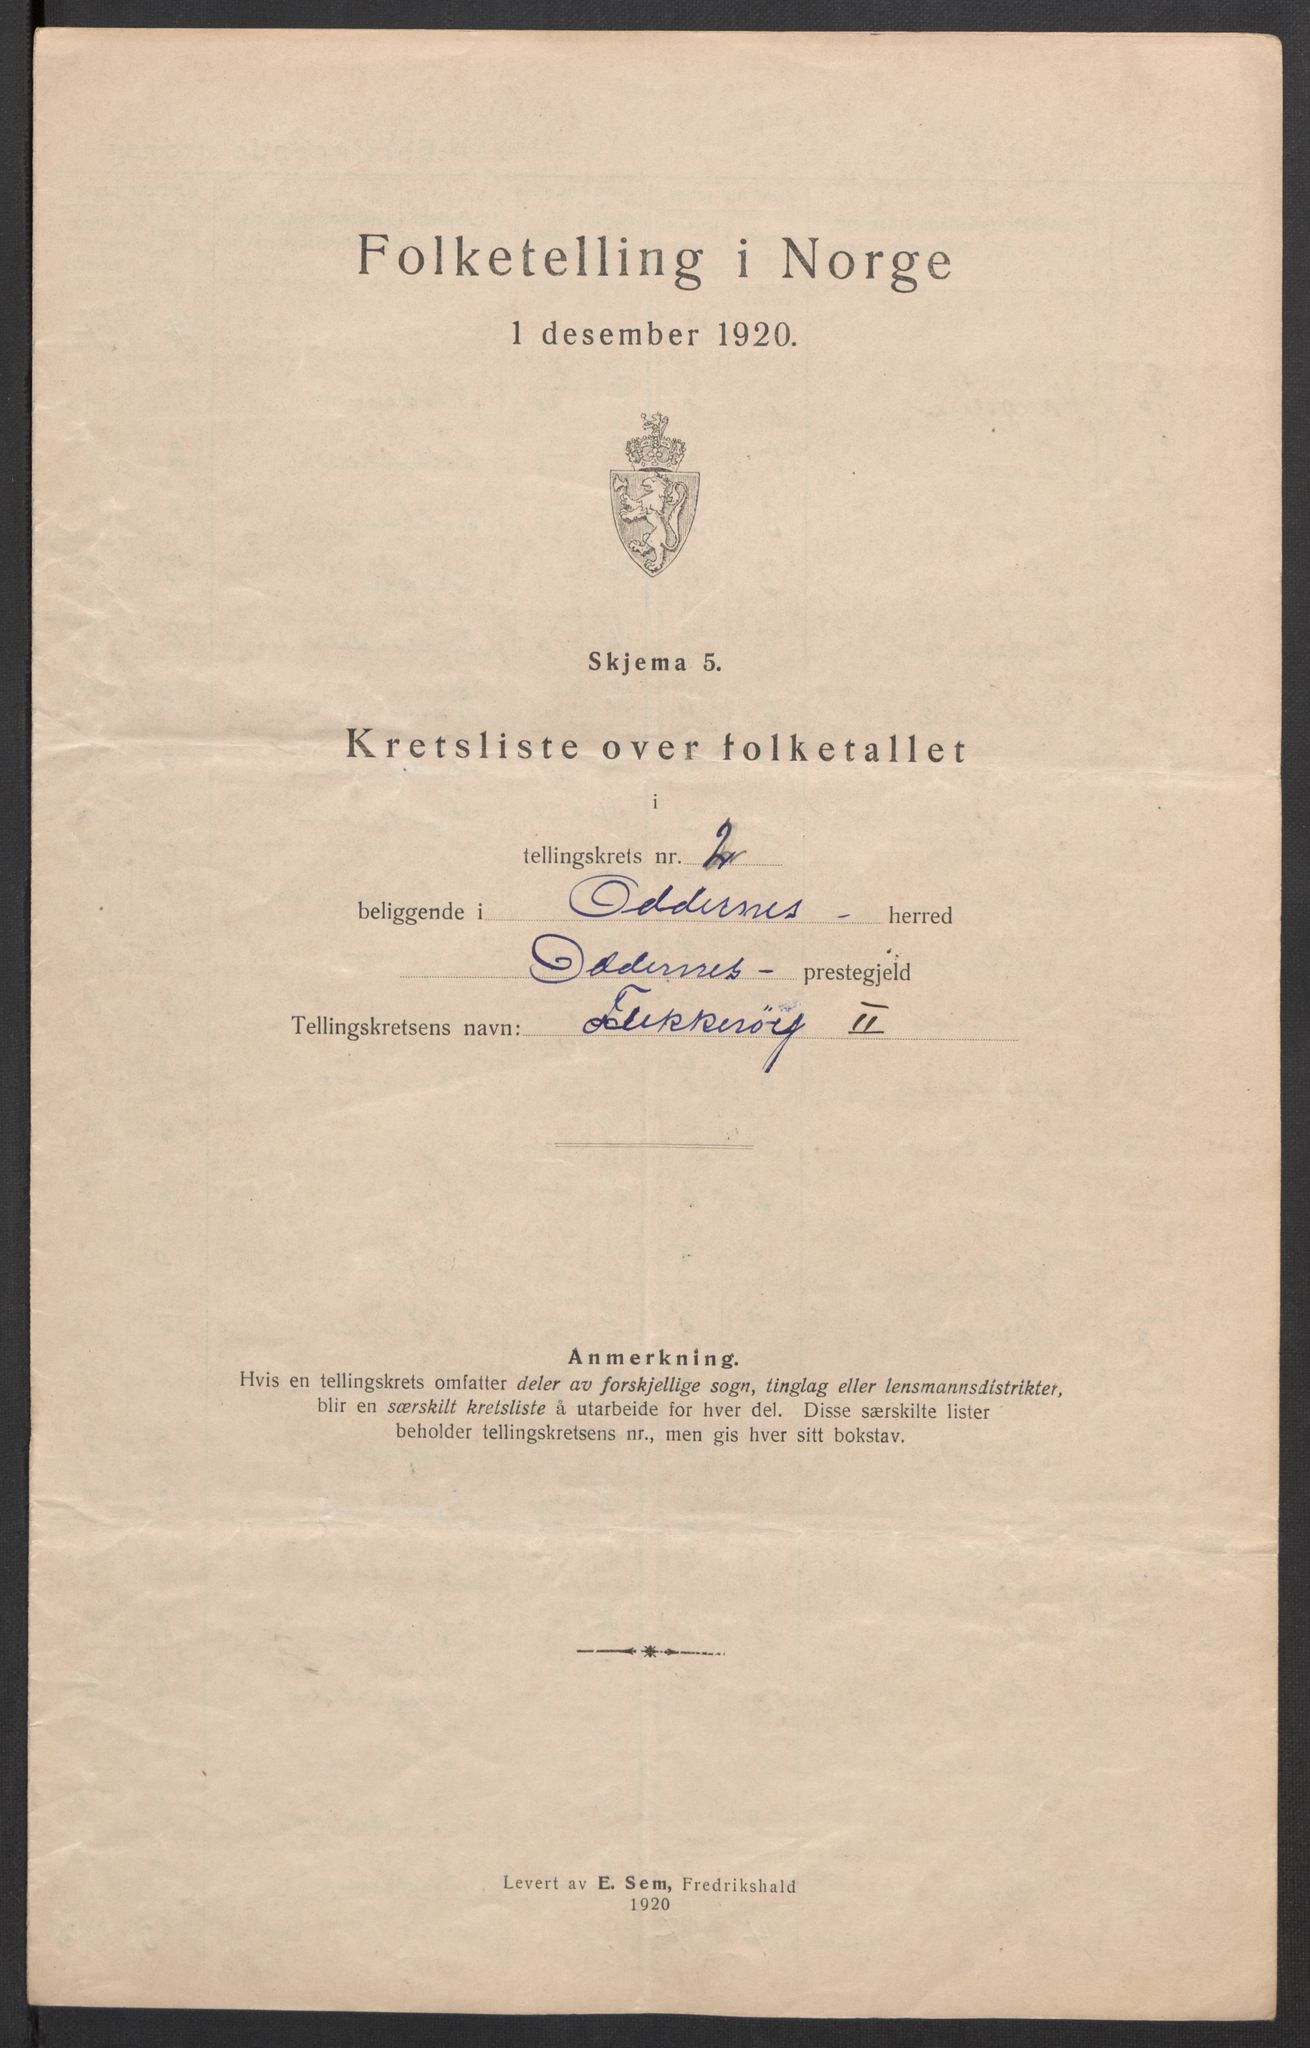 Folketelling i Norge
1 desember 1920.
Skjema 5.
Kretsliste over folketallet
i
tellingskrets nr. 2
beliggende i Oddernes - herred
Oddernes - prestegjeld
Tellingskretsens navn: Flekkeröy II
Anmerkning.
Hvis en tellingskrets omfatter deler av forskjellige sogn, tinglag eller lensmannsdistrikter,
blir en særskilt kretsliste å utarbeide for hver del. Disse særskilte lister
beholder tellingskretsens nr., men gis hver sitt bokstav.
Levert av E. Sem, Fredrikshald
1920